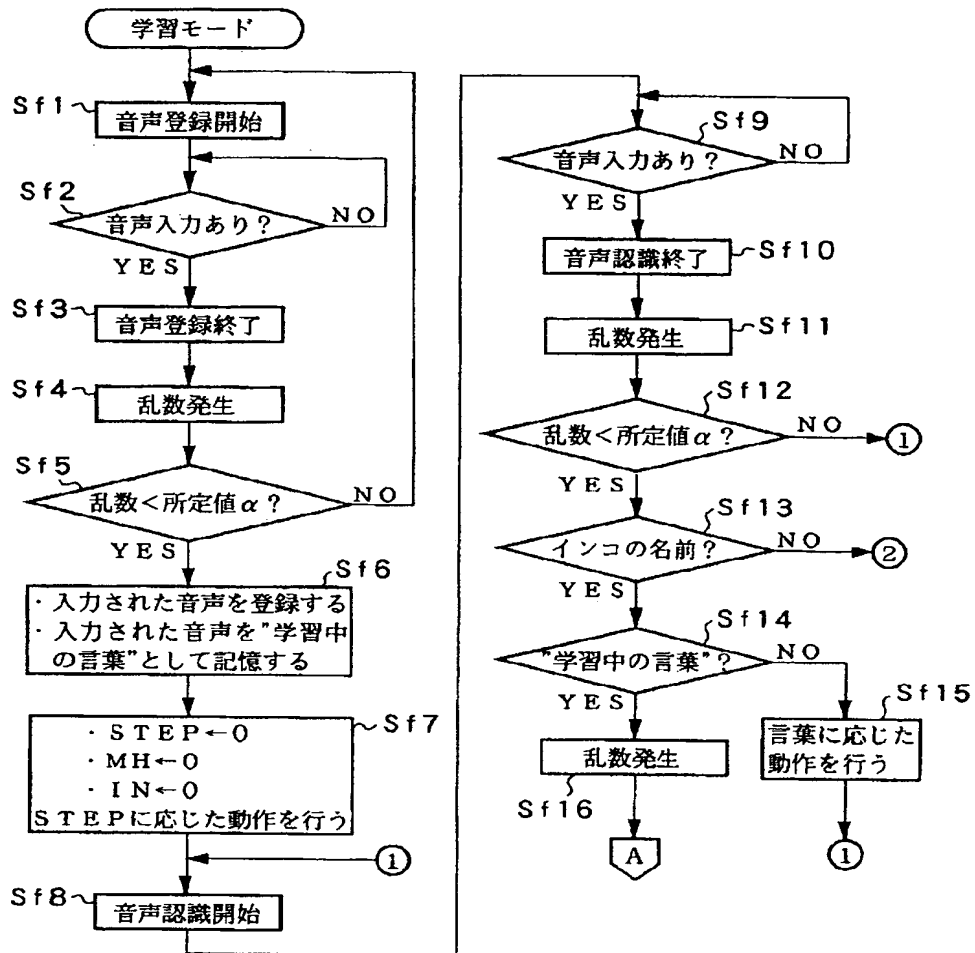 学習モード
Sf1
音声登録開始
Sf2
音声入力あり？
NO
YES
Sf3
音声登録終了
Sf4
乱数発生
Sf5
乱数＜所定値α？
NO
YES
Sf6
・入力された音声を登録する
・入力された音声を”学習中
の言葉”として記憶する
Sf7
・STEP←0
・MH←0
・IN←0
STEPに応じた動作を行う
①
Sf8
音声認識開始
Sf9
音声入力あり？
NO
YES
音声認識終了
Sf10
乱数発生
Sf11
Sf12
乱数＜所定値α？
NO
①
YES
Sf13
インコの名前？
NO
②
YES
Sf14
”学習中の言葉”？
NO
YES
Sf15
言葉に応じた
動作を行う
乱数発生
Sf16
A
①